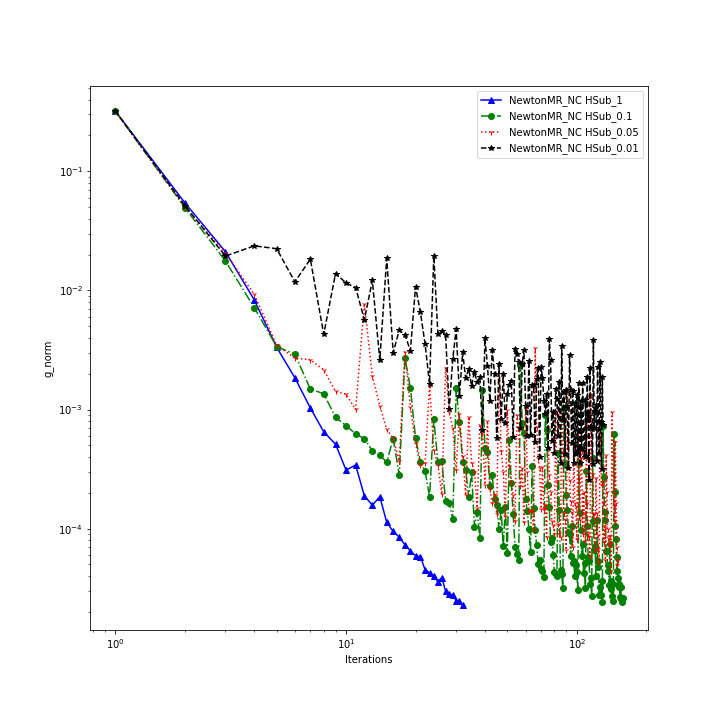 NewtonMR_NC HSub_1
NewtonMR_NC HSub_0.1
NewtonMR_NC HSub_0.05
NewtonMR_NC HSub_0.01
g_norm
10⁻¹
10⁻²
10⁻³
10⁻⁴
10⁰ 10¹ 10²
Iterations